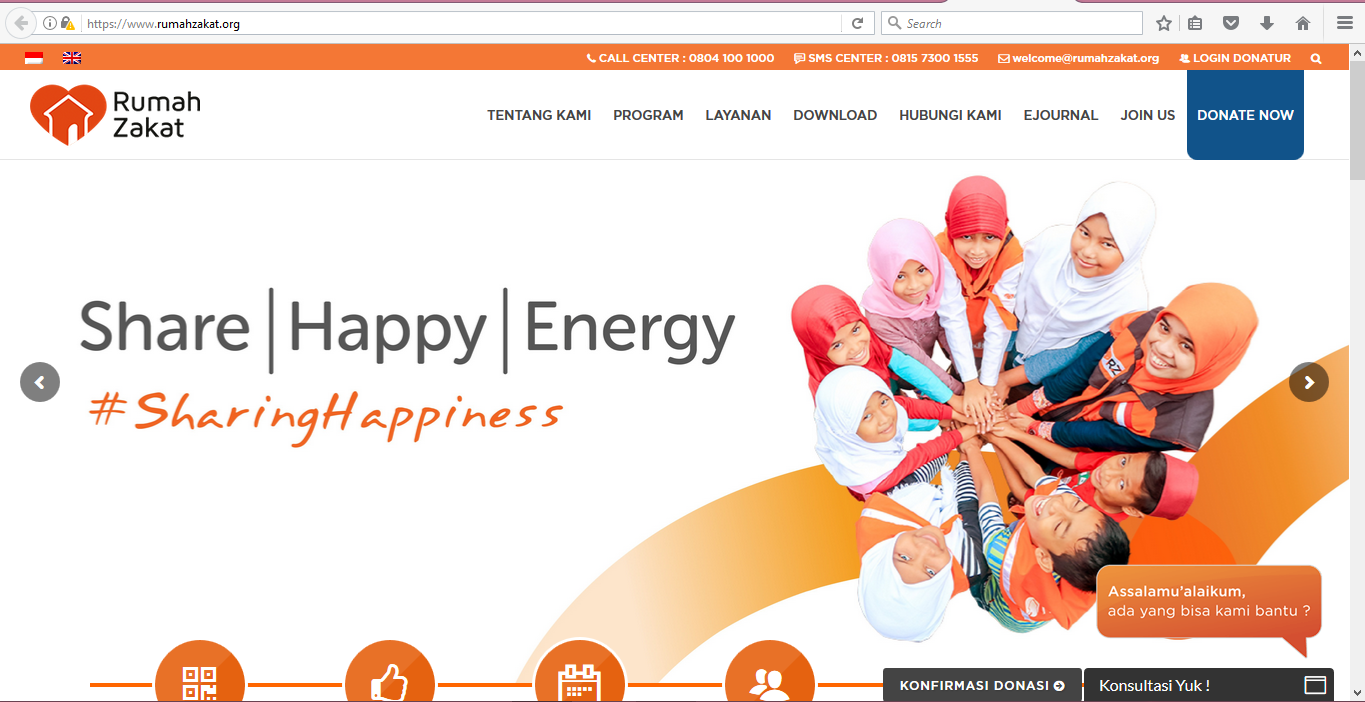 https://www.rumahzakat.org
Search
CALL CENTER : 0804 100 1000
SMS CENTER : 0815 7300 1555
welcome@rumahzakat.org
LOGIN DONATUR
Rumah
Zakat
TENTANG KAMI
PROGRAM
LAYANAN
DOWNLOAD
HUBUNGI KAMI
EJOURNAL
JOIN US
DONATE NOW
Share|Happy|Energy
#SharingHappiness
RZ
Assalamu'alaikum,
ada yang bisa kami bantu ?
KONFIRMASI DONASI
Konsultasi Yuk !